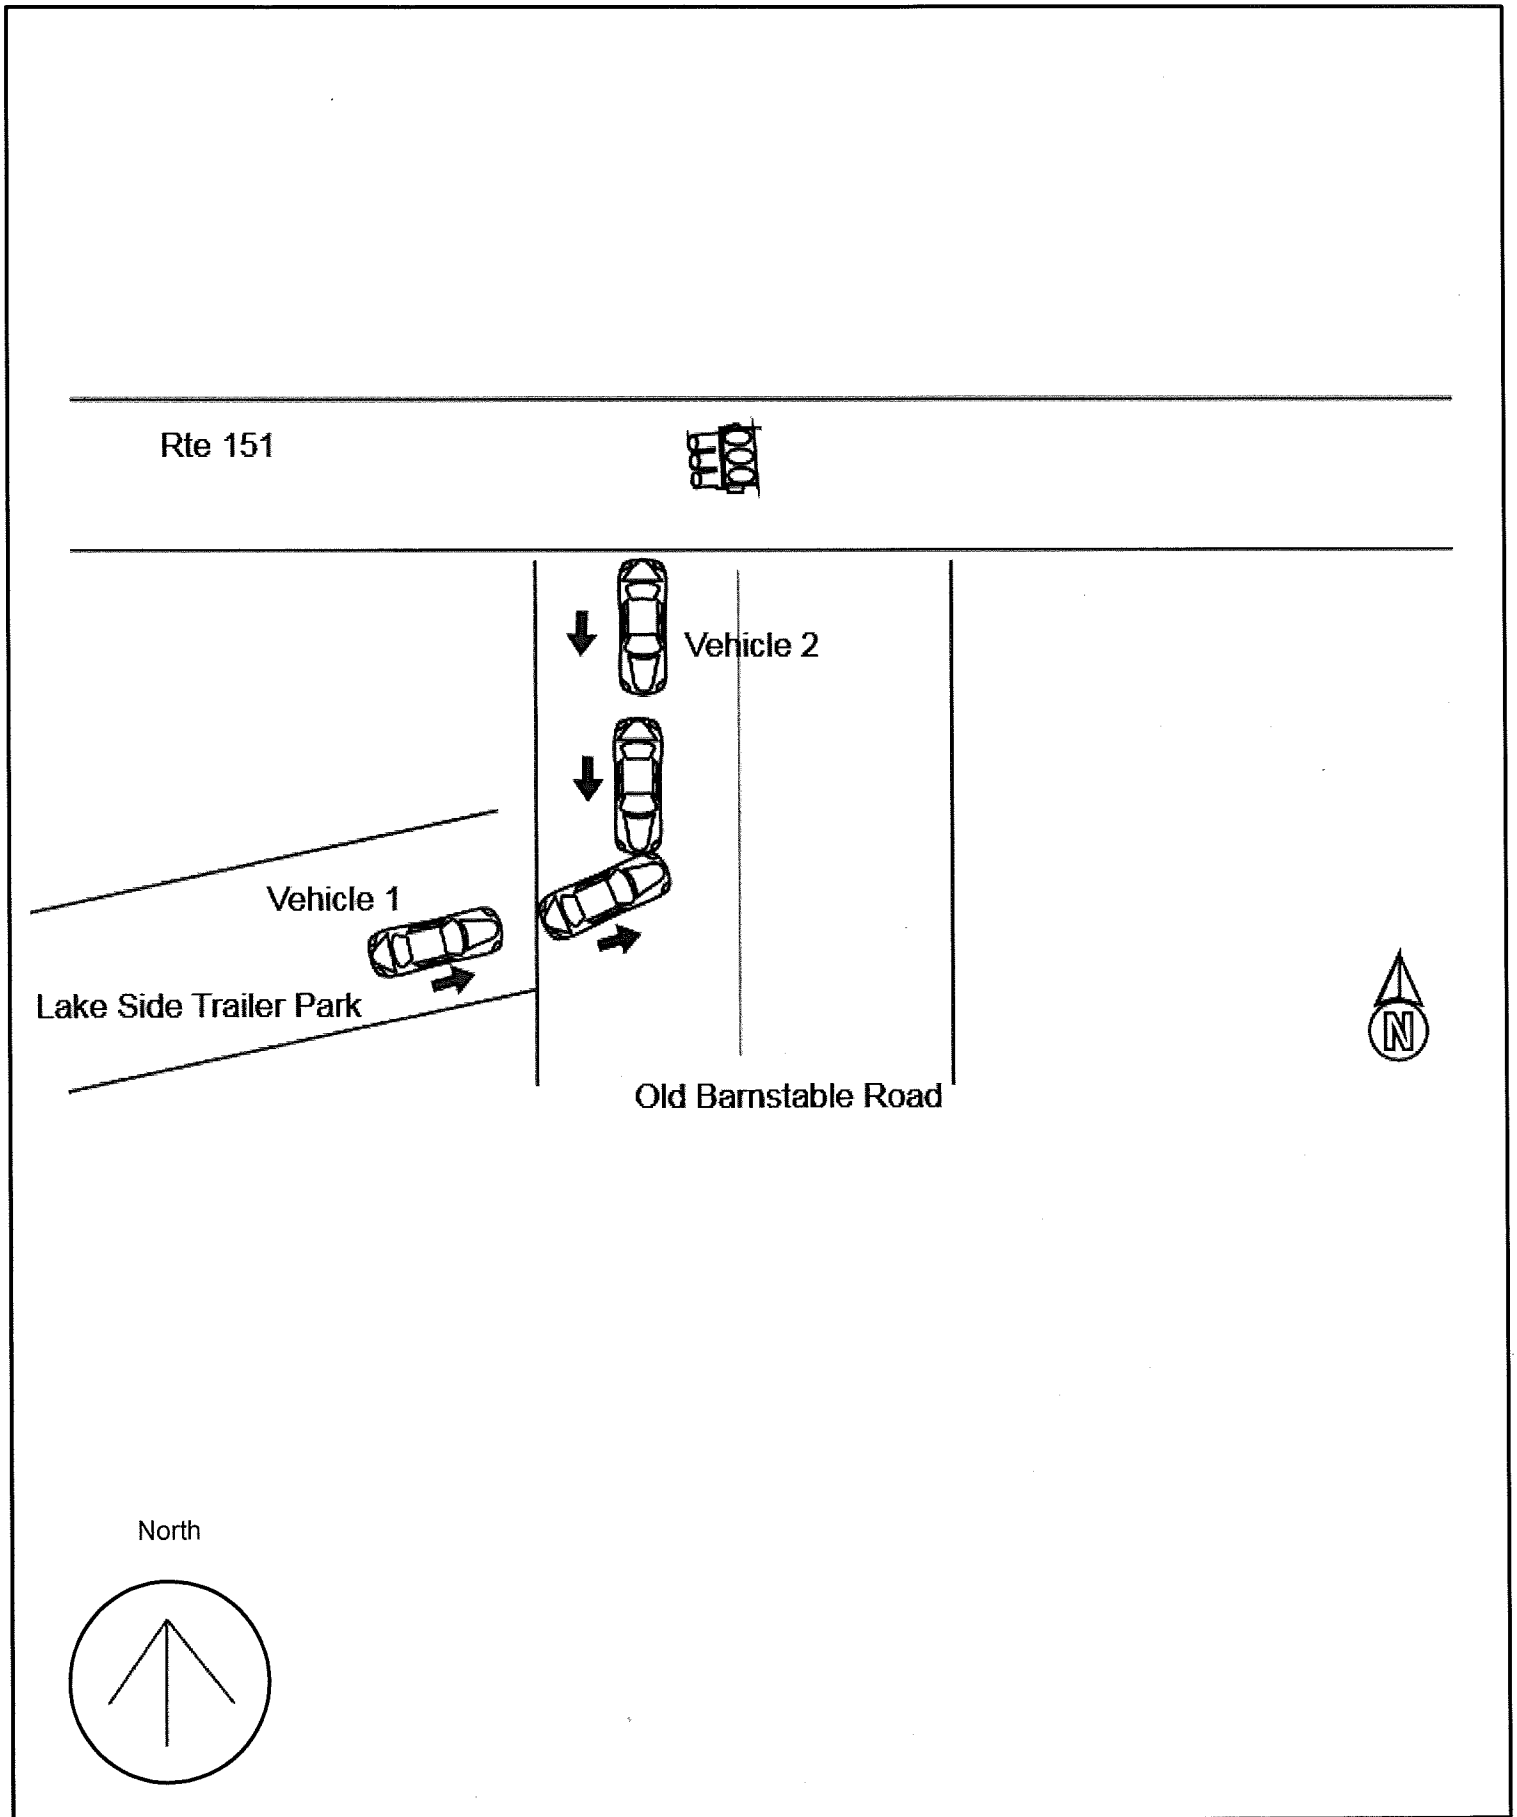 Rte 151
Vehicle 2
Vehicle 1
Lake Side Trailer Park
N
Old Barnstable Road
North